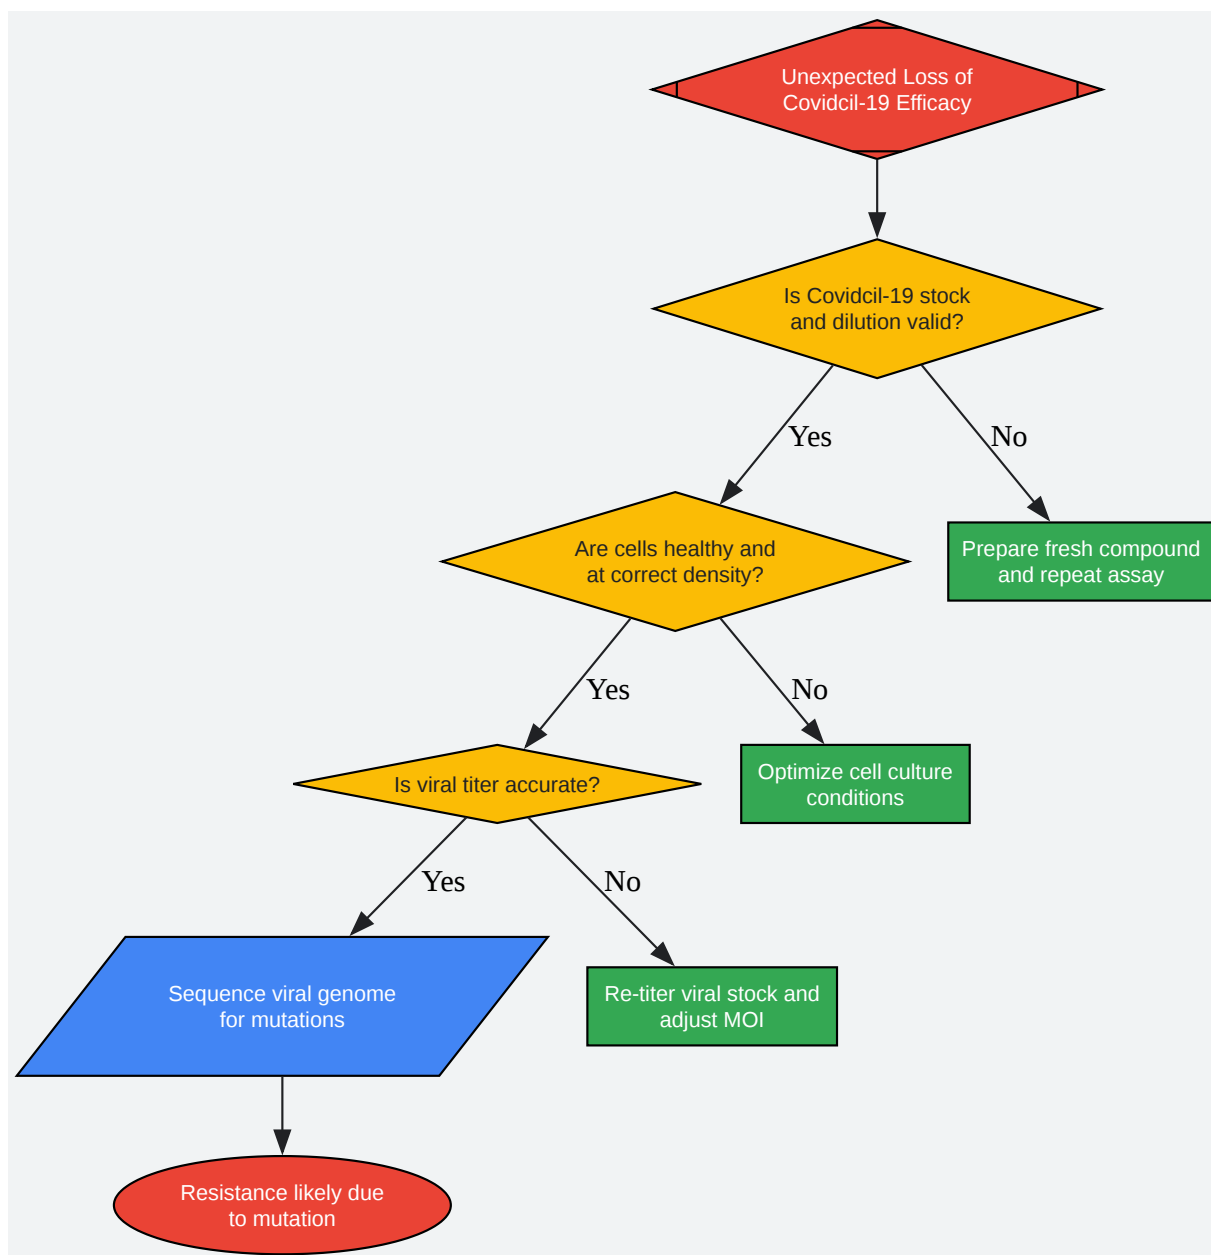 Unexpected Loss of
Covidcil-19 Efficacy
Is Covidcil-19 stock
and dilution valid?
Yes
No
Are cells healthy and
at correct density?
Prepare fresh compound
and repeat assay
Yes
No
Is viral titer accurate?
Optimize cell culture
conditions
Yes
No
Sequence viral genome
for mutations
Re-titer viral stock and
adjust MOI
Resistance likely due
to mutation